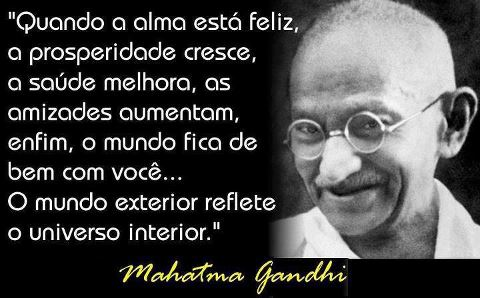 "Quando a alma está feliz,
a prosperidade cresce,
a saúde melhora, as
amizades aumentam,
enfim, o mundo fica de
bem com você...
O mundo exterior reflete
o universo interior."
Mahatma Gandhi